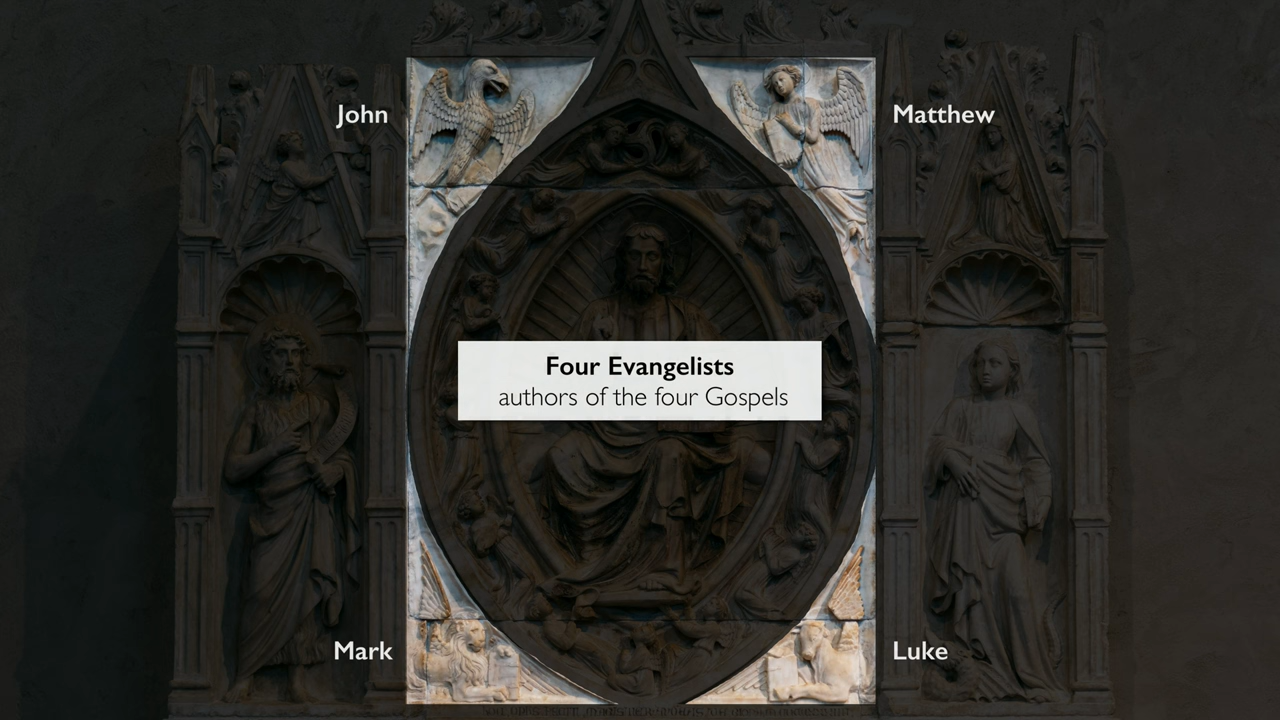 John
Matthew
Four Evangelists
authors of the four Gospels
Mark
Luke